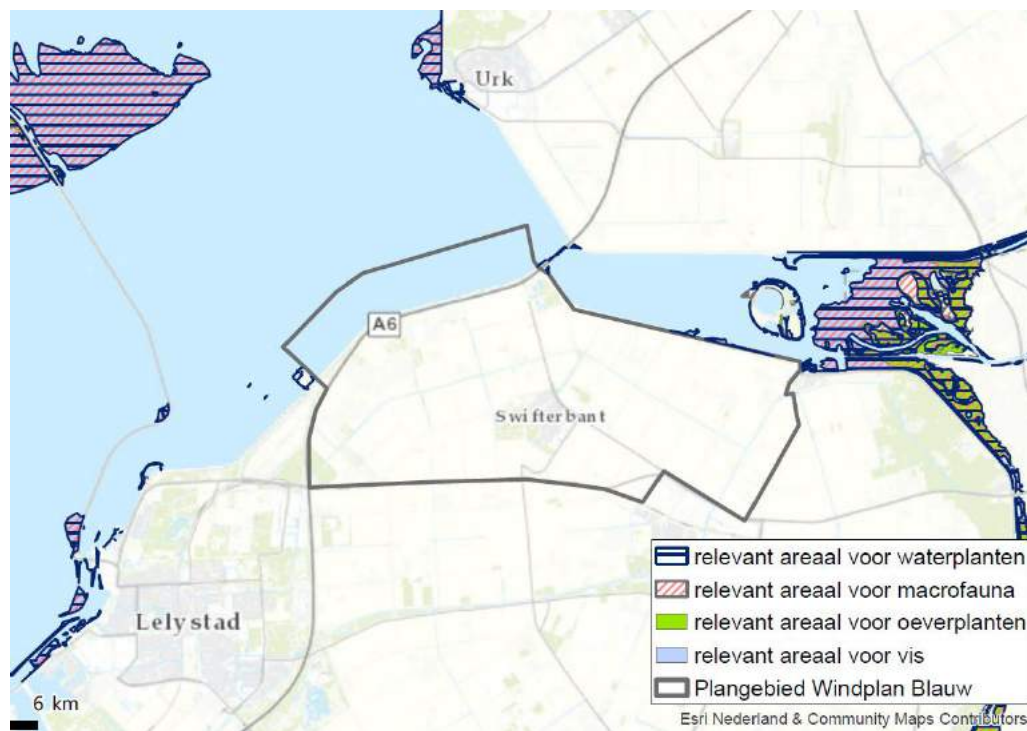 Urk
A6
Swifterbant
Lelystad
relevant areaal voor waterplanten
relevant areaal voor macrofauna
relevant areaal voor oeverplanten
relevant areaal voor vis
Plangebied Windplan Blauw
6 km
Esri Nederland & Community Maps Contributors